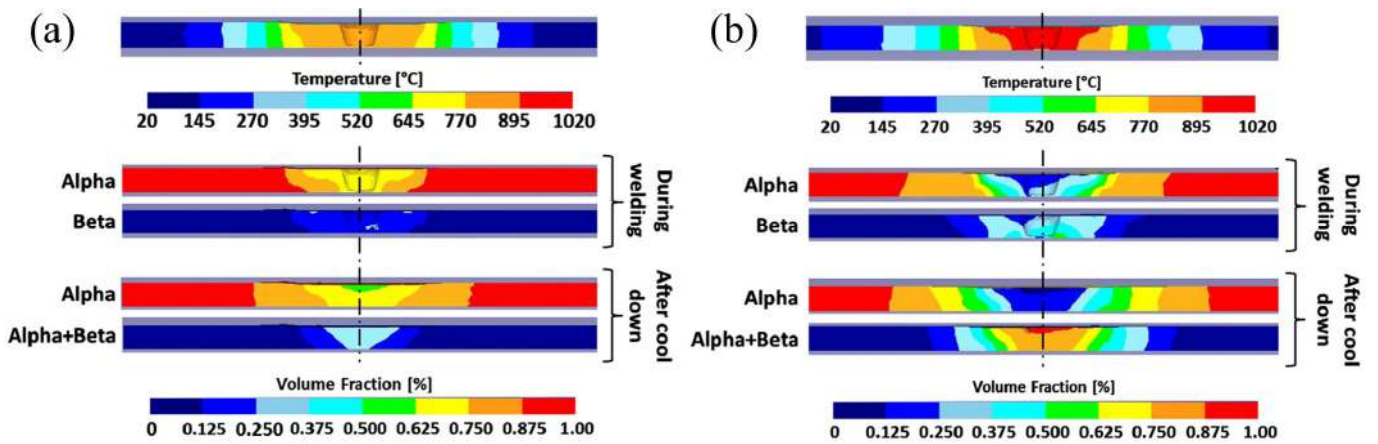 (a)
Temperature [°C]
20 145 270 395 520 645 770 895 1020
Alpha
Beta
During welding
Alpha
Alpha+Beta
After cool down
Volume Fraction [%]
0 0.125 0.250 0.375 0.500 0.625 0.750 0.875 1.00
(b)
Temperature [°C]
20 145 270 395 520 645 770 895 1020
Alpha
Beta
During welding
Alpha
Alpha+Beta
After cool down
Volume Fraction [%]
0 0.125 0.250 0.375 0.500 0.625 0.750 0.875 1.00